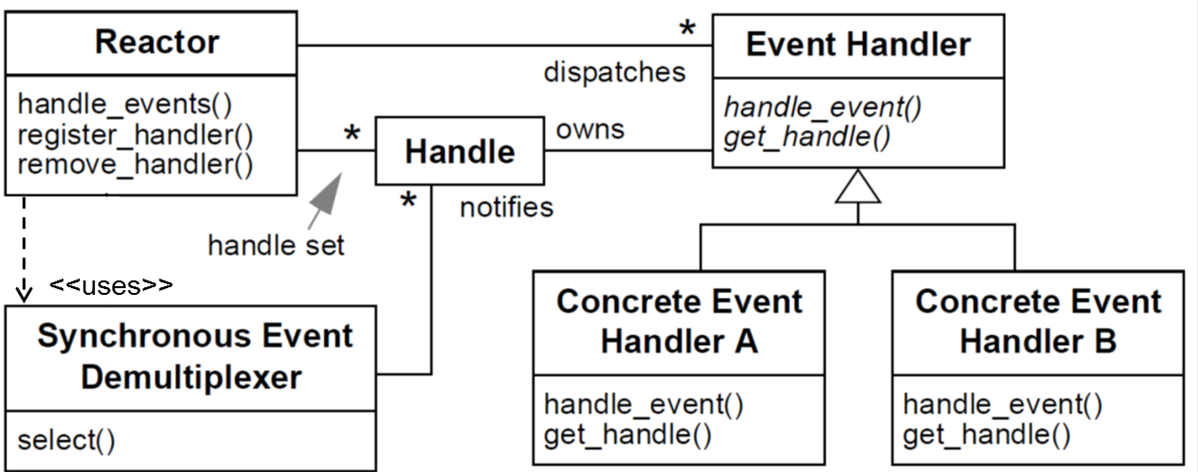 Reactor
handle_events()
register_handler()
remove_handler()
*
dispatches
Event Handler
handle_event()
get_handle()
*
handle set
Handle
owns
*
notifies
<<uses>>
Synchronous Event
Demultiplexer
select()
Concrete Event
Handler A
handle_event()
get_handle()
Concrete Event
Handler B
handle_event()
get_handle()